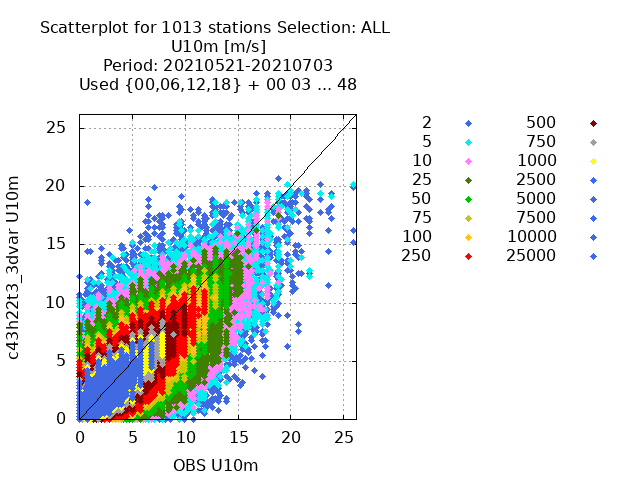 Scatterplot for 1013 stations Selection: ALL
U10m [m/s]
Period: 20210521-20210703
Used {00,06,12,18} + 00 03 ... 48
25
20
15
10
5
0
0 5 10 15 20 25
c43h22t3_3dvar U10m
OBS U10m
2 500
5 750
10 1000
25 2500
50 5000
75 7500
100 10000
250 25000